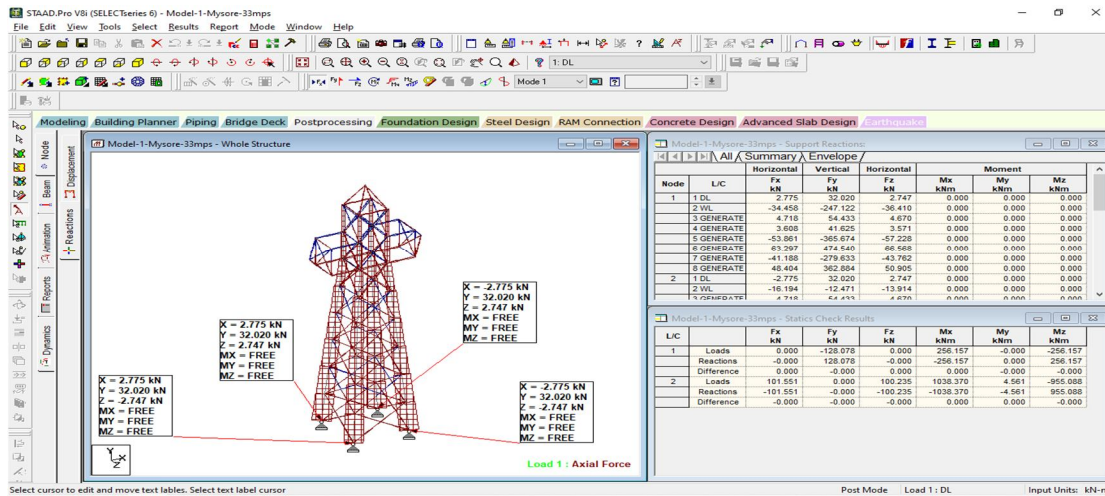 STAAD.Pro V8i (SELECTseries 6) - Model-1-Mysore-33mps
File Edit View Tools Select Results Report Mode Window Help
1: DL
Mode 1
Modeling Building Planner Piping Bridge Deck Postprocessing Foundation Design Steel Design RAM Connection Concrete Design Advanced Slab Design Earthquake
Node
Beam
Animation
Reports
Dynamics
Displacement
Reactions
Model-1-Mysore-33mps - Whole Structure
X = -2.775 kN
Y = 32.020 kN
Z = 2.747 kN
MX = FREE
MY = FREE
MZ = FREE
X = 2.775 kN
Y = 32.020 kN
Z = 2.747 kN
MX = FREE
MY = FREE
MZ = FREE
X = 2.775 kN
Y = 32.020 kN
Z = -2.747 kN
MX = FREE
MY = FREE
MZ = FREE
X = -2.775 kN
Y = 32.020 kN
Z = -2.747 kN
MX = FREE
MY = FREE
MZ = FREE
Y
X
Z
Load 1 : Axial Force
Model-1-Mysore-33mps - Support Reactions:
All Summary Envelope
Horizontal Vertical Horizontal Moment
Node L/C Fx kN Fy kN Fz kN Mx kNm My kNm Mz kNm
1 1 DL 2.775 32.020 2.747 0.000 0.000 0.000
2 WL -34.458 -247.122 -36.410 0.000 0.000 0.000
3 GENERATE 4.718 54.433 4.670 0.000 0.000 0.000
4 GENERATE 3.608 41.625 3.571 0.000 0.000 0.000
5 GENERATE -53.861 -365.674 -57.228 0.000 0.000 0.000
6 GENERATE 63.297 474.540 66.568 0.000 0.000 0.000
7 GENERATE -41.188 -279.633 -43.762 0.000 0.000 0.000
8 GENERATE 48.404 362.884 50.905 0.000 0.000 0.000
2 1 DL -2.775 32.020 2.747 0.000 0.000 0.000
2 WL -16.194 -12.471 -13.914 0.000 0.000 0.000
3 GENERATE -4.718 54.433 4.670 0.000 0.000 0.000
Model-1-Mysore-33mps - Statics Check Results
L/C Fx kN Fy kN Fz kN Mx kNm My kNm Mz kNm
1 Loads 0.000 -128.078 0.000 256.157 -0.000 -256.157
Reactions -0.000 128.078 -0.000 -256.157 0.000 256.157
Difference -0.000 -0.000 -0.000 -0.000 0.000 -0.000
2 Loads 101.551 0.000 100.235 1038.370 4.561 -955.088
Reactions -101.551 -0.000 -100.235 -1038.370 -4.561 955.088
Difference -0.000 -0.000 -0.000 0.000 0.000 -0.000
Select cursor to edit and move text lables. Select text label cursor
Post Mode Load 1 : DL Input Units: kN-m